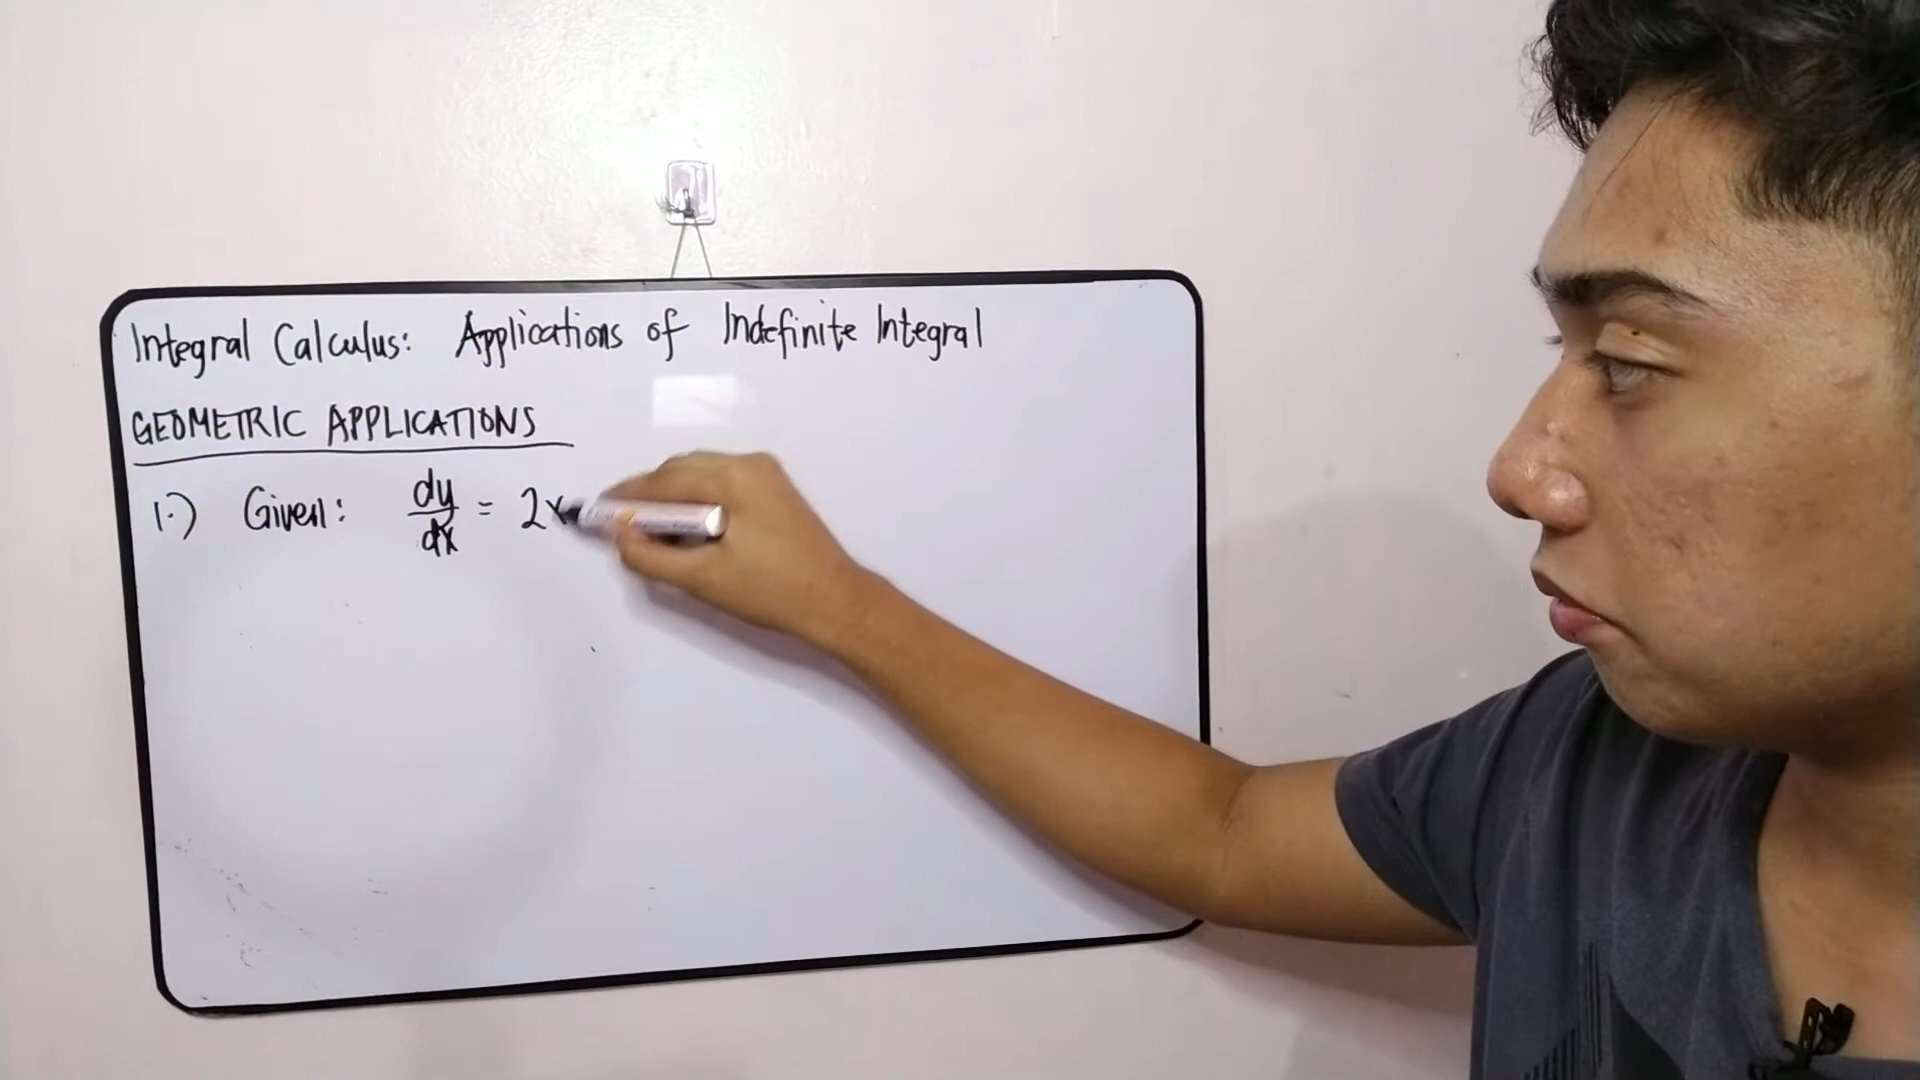 Integral Calculus: Applications of Indefinite Integral
GEOMETRIC APPLICATIONS
1.) Given: dy/dx = 2x